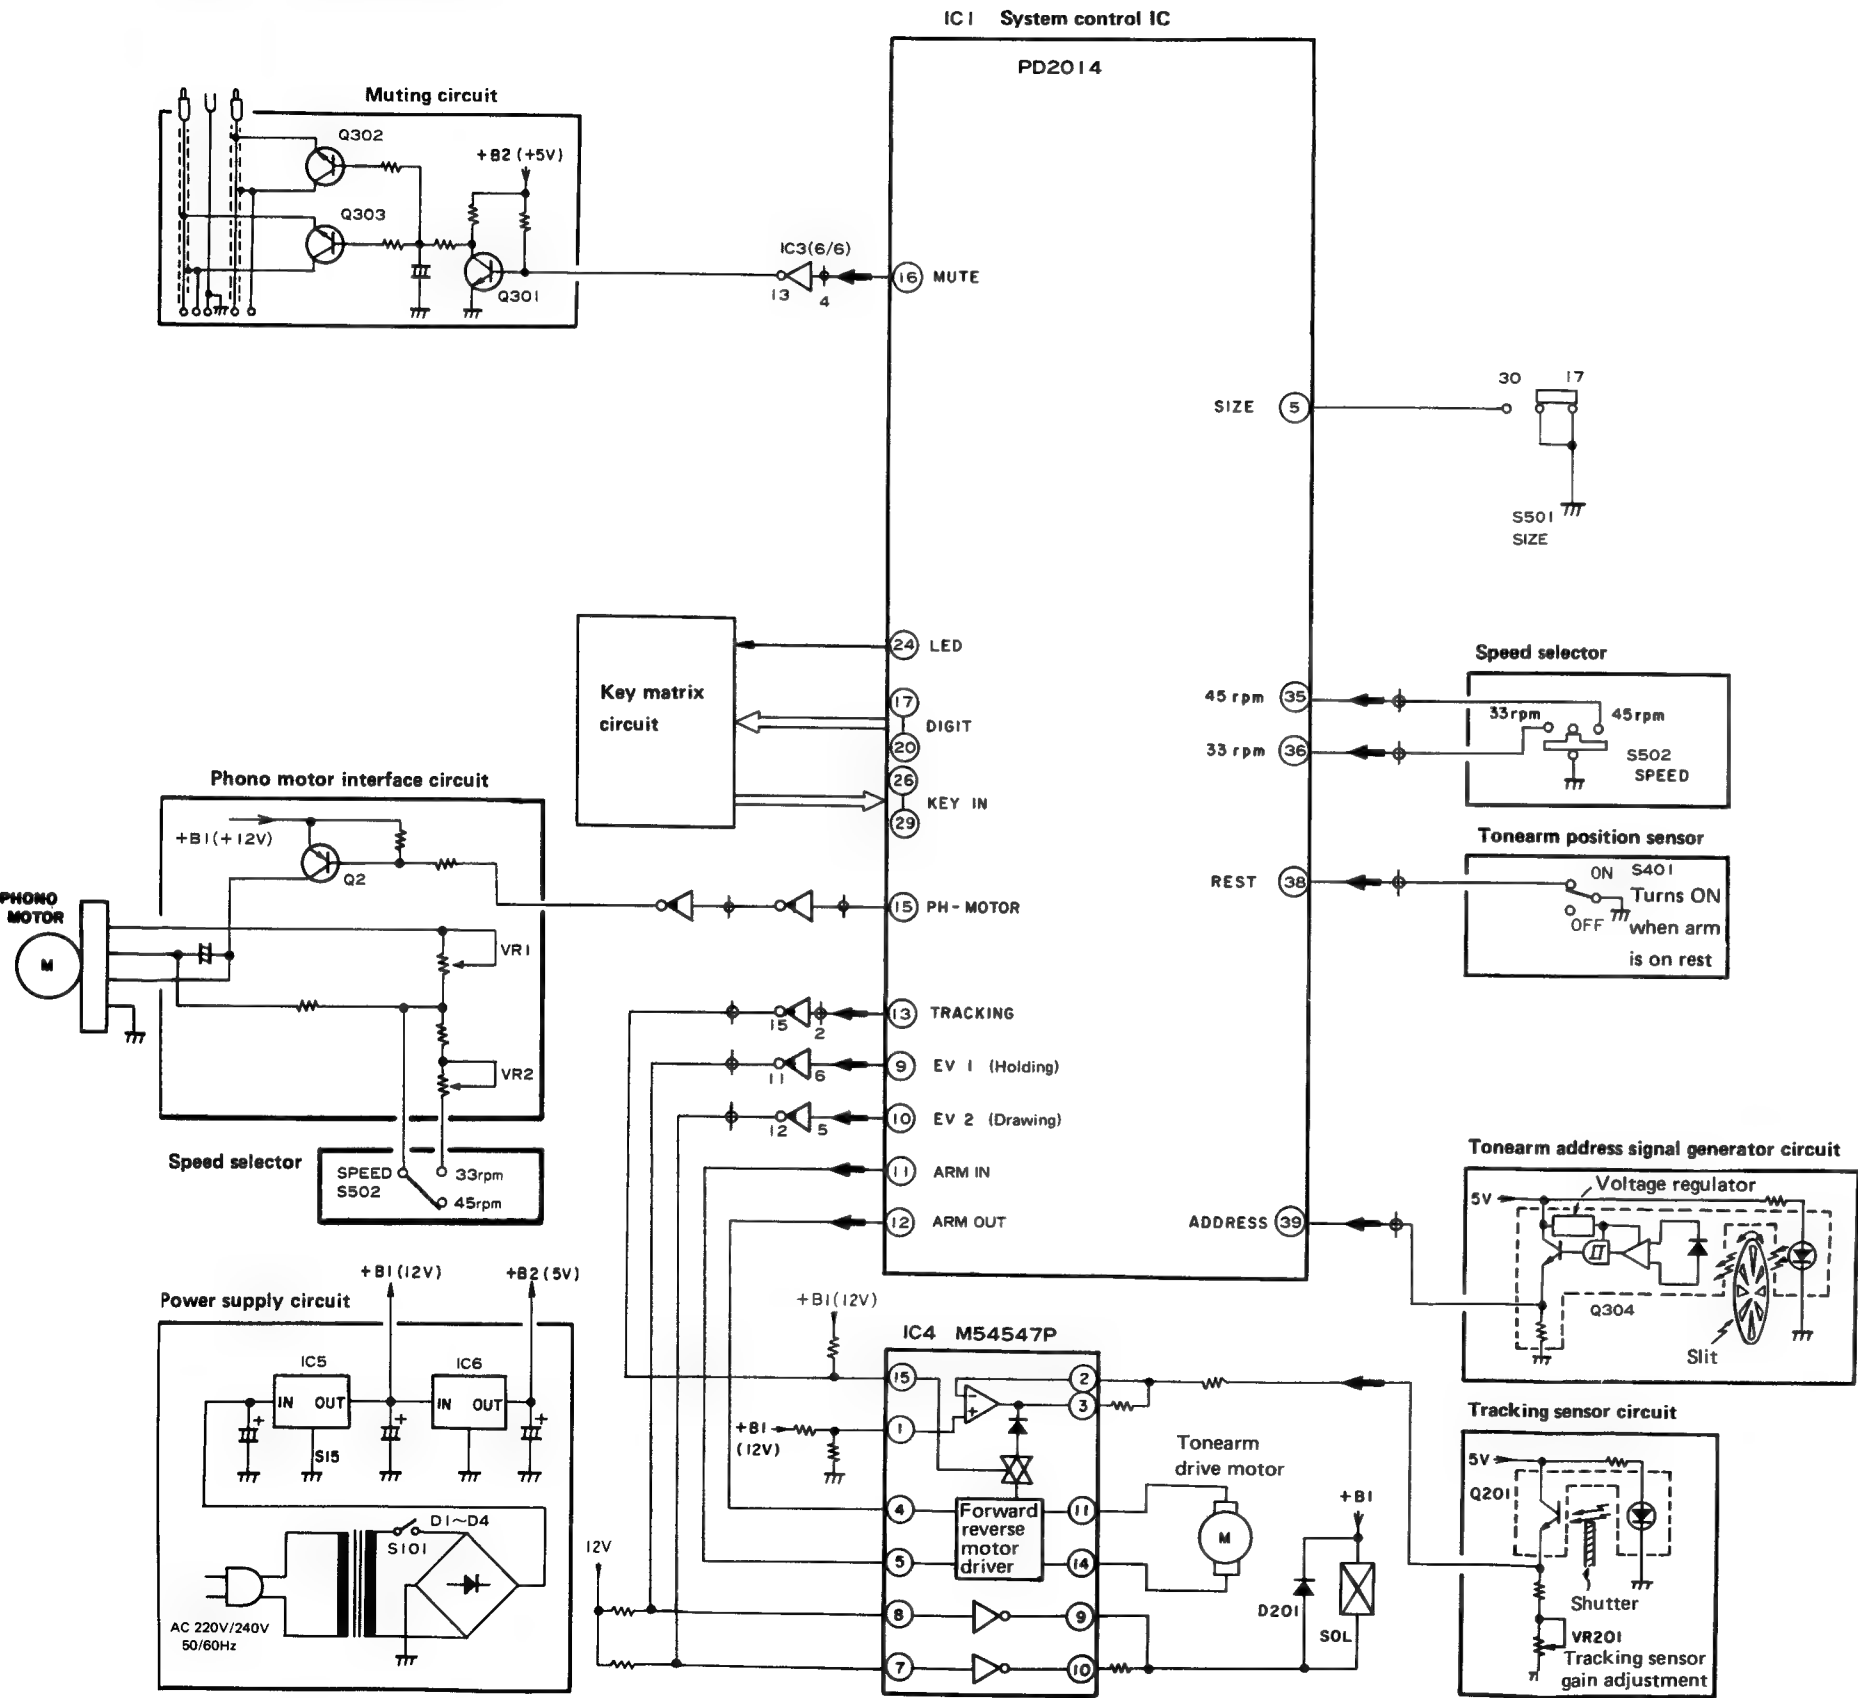 IC1 System control IC
PD2014
Muting circuit
Q302
+B2 (+5V)
Q303
Q301
IC3(6/6)
13
4
16 MUTE
SIZE 5
30 17
S501
SIZE
24 LED
17
DIGIT
20
26
KEY IN
29
Key matrix
circuit
Speed selector
45 rpm 35
33 rpm 36
33rpm
45rpm
S502
SPEED
Tonearm position sensor
REST 38
ON S401
Turns ON
OFF when arm
is on rest
Phono motor interface circuit
+B1(+12V)
Q2
PHONO
MOTOR
M
VR1
VR2
15 PH-MOTOR
15 2
13 TRACKING
11 6
9 EV 1 (Holding)
12 5
10 EV 2 (Drawing)
11 ARM IN
12 ARM OUT
Speed selector
SPEED
S502
33rpm
45rpm
ADDRESS 39
Tonearm address signal generator circuit
5V
Voltage regulator
Q304
Slit
Power supply circuit
+B1(12V)
+B2(5V)
IC5
IN OUT
S15
IC6
IN OUT
D1~D4
S101
AC 220V/240V
50/60Hz
+B1(12V)
IC4 M54547P
15
2
3
-
+
+B1
(12V)
1
4
5
Forward
reverse
motor
driver
11
14
Tonearm
drive motor
M
12V
8
9
7
10
+B1
D201
SOL
Tracking sensor circuit
5V
Q201
Shutter
VR201
Tracking sensor
gain adjustment